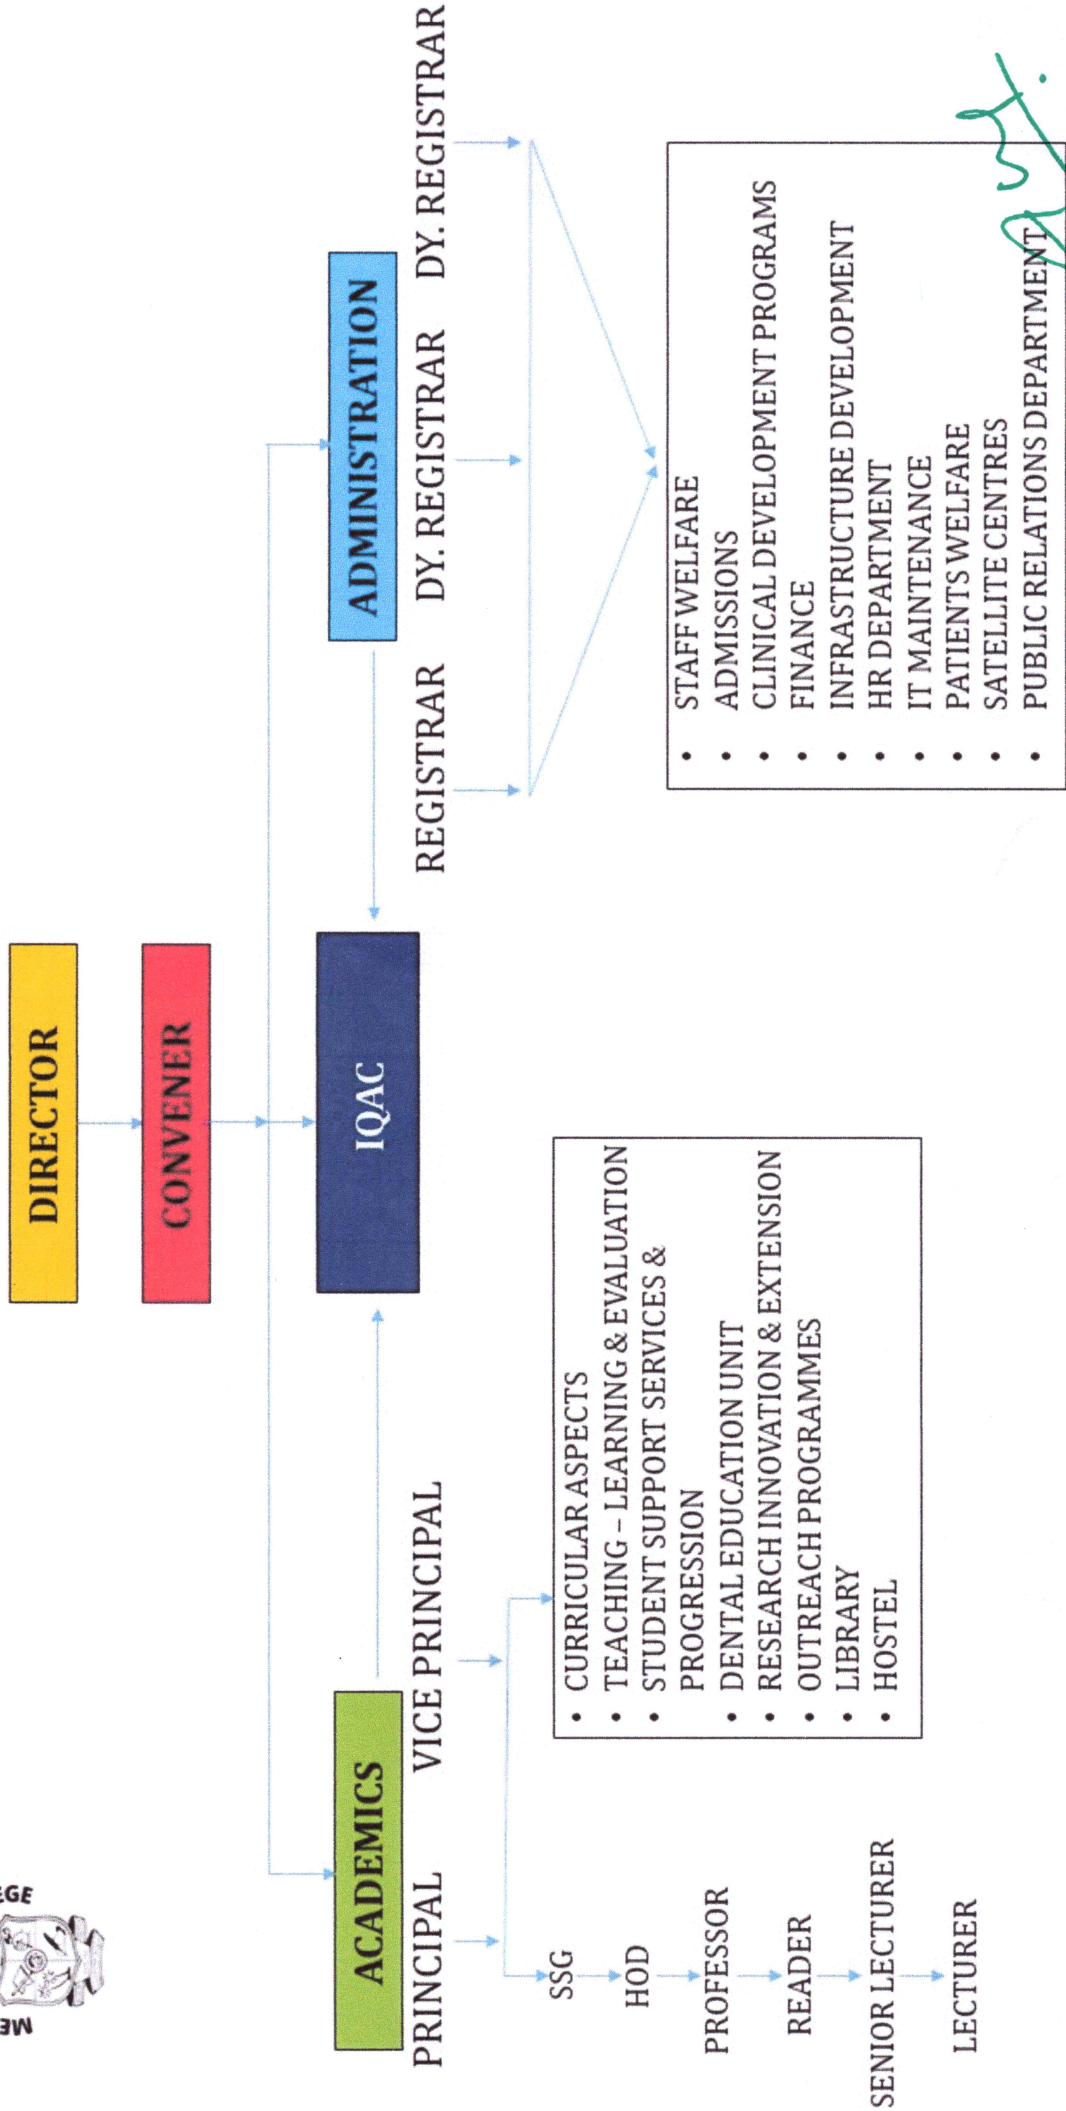 EGE
ME
DIRECTOR
CONVENER
ACADEMICS
IQAC
ADMINISTRATION
PRINCIPAL
VICE PRINCIPAL
REGISTRAR
DY. REGISTRAR
DY. REGISTRAR
SSG
HOD
PROFESSOR
READER
SENIOR LECTURER
LECTURER
• CURRICULAR ASPECTS
• TEACHING – LEARNING & EVALUATION
• STUDENT SUPPORT SERVICES &
PROGRESSION
• DENTAL EDUCATION UNIT
• RESEARCH INNOVATION & EXTENSION
• OUTREACH PROGRAMMES
• LIBRARY
• HOSTEL
• STAFF WELFARE
• ADMISSIONS
• CLINICAL DEVELOPMENT PROGRAMS
• FINANCE
• INFRASTRUCTURE DEVELOPMENT
• HR DEPARTMENT
• IT MAINTENANCE
• PATIENTS WELFARE
• SATELLITE CENTRES
• PUBLIC RELATIONS DEPARTMENT